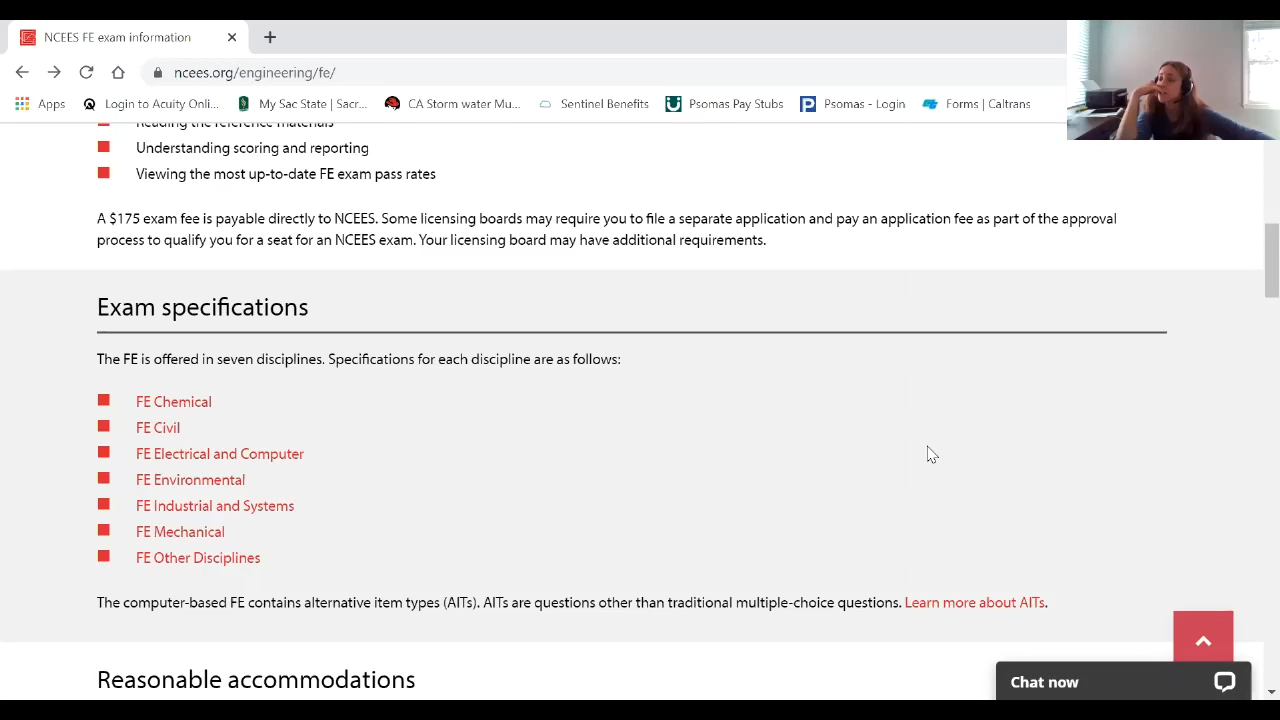 NCEES FE exam information
ncees.org/engineering/fe/
Apps Login to Acuity Onli... My Sac State | Sacr... CA Storm water Mu... Sentinel Benefits Psomas Pay Stubs Psomas - Login Forms | Caltrans
Reading the reference materials
Understanding scoring and reporting
Viewing the most up-to-date FE exam pass rates
A $175 exam fee is payable directly to NCEES. Some licensing boards may require you to file a separate application and pay an application fee as part of the approval
process to qualify you for a seat for an NCEES exam. Your licensing board may have additional requirements.
Exam specifications
The FE is offered in seven disciplines. Specifications for each discipline are as follows:
FE Chemical
FE Civil
FE Electrical and Computer
FE Environmental
FE Industrial and Systems
FE Mechanical
FE Other Disciplines
The computer-based FE contains alternative item types (AITs). AITs are questions other than traditional multiple-choice questions. Learn more about AITs.
Reasonable accommodations
Chat now